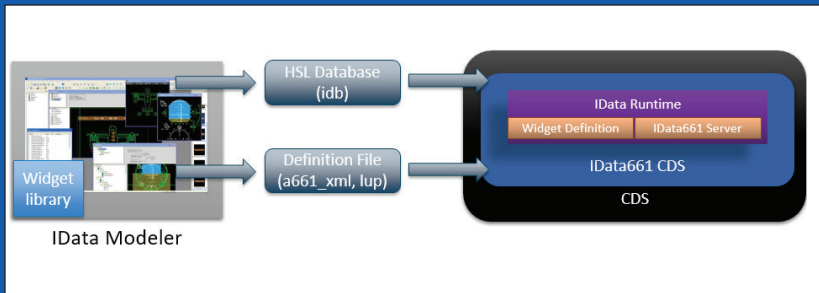 Widget
library
IData Modeler
HSL Database
(idb)
Definition File
(a661_xml, lup)
IData Runtime
Widget Definition
IData661 Server
IData661 CDS
CDS